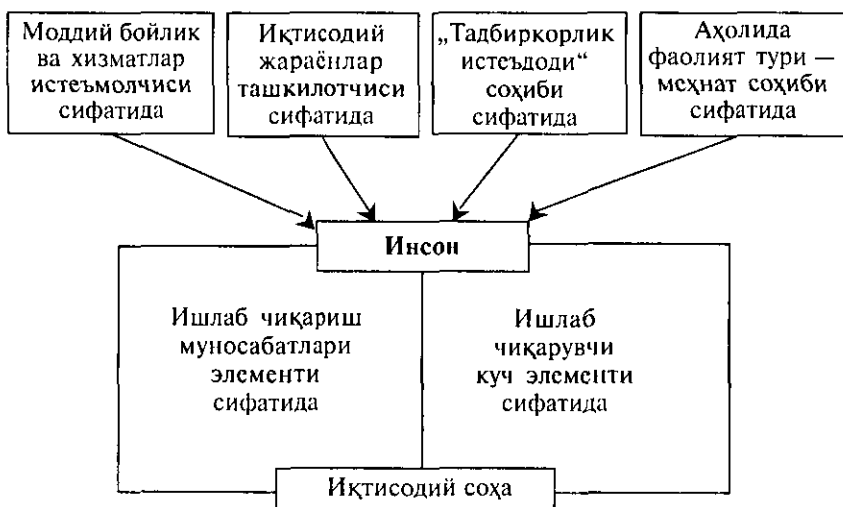 Моддий бойлик
ва хизматлар
истеъмолчиси
сифатида
Иқтисодий
жараёнлар
ташкилотчиси
сифатида
„Тадбиркорлик
истеъдоди“
соҳиби
сифатида
Аҳолида
фаолият тури —
меҳнат соҳиби
сифатида
Инсон
Ишлаб чиқариш
муносабатлари
элементи
сифатида
Ишлаб
чиқарувчи
куч элементи
сифатида
Иқтисодий соҳа